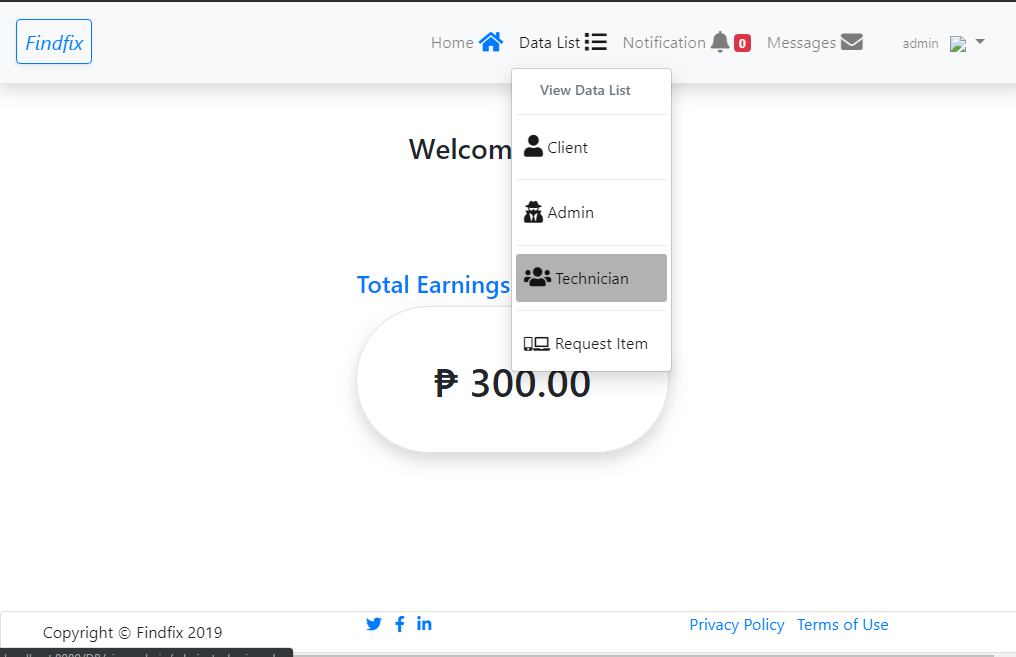 Findfix
Home Data List Notification 0 Messages admin
View Data List
Client
Admin
Technician
Request Item
Welcom
Total Earnings
₱ 300.00
Copyright © Findfix 2019
Privacy Policy Terms of Use